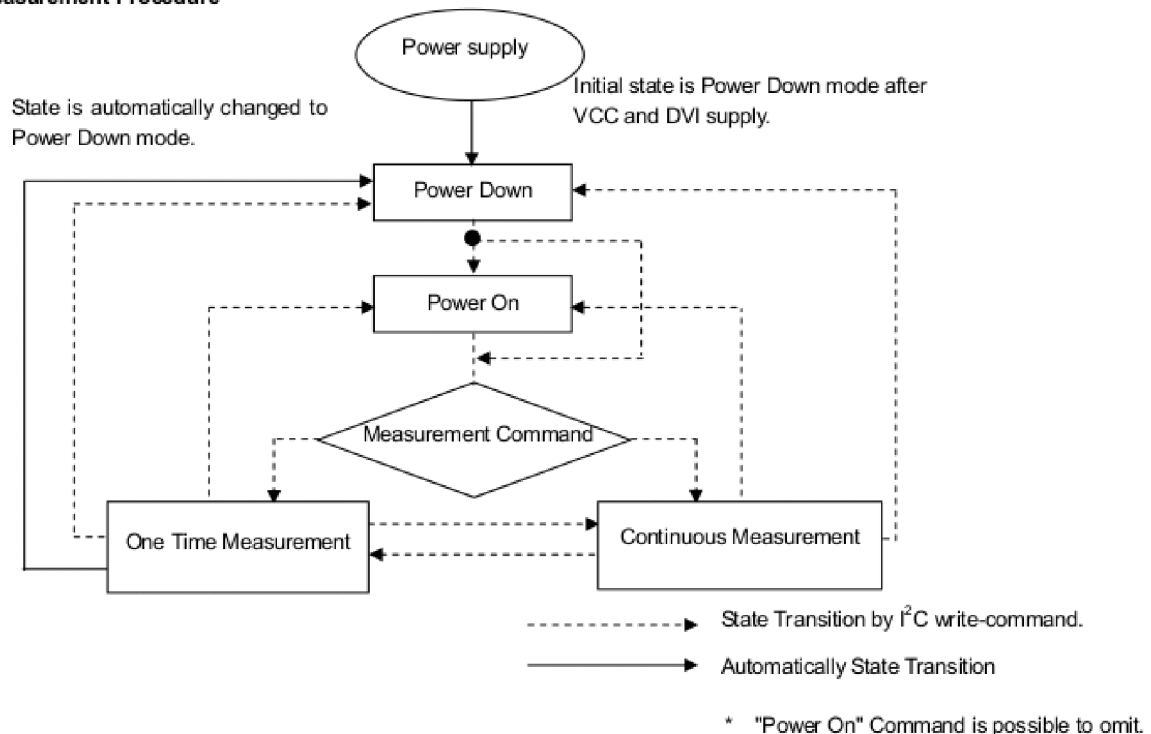 Power supply
Initial state is Power Down mode after
VCC and DVI supply.
State is automatically changed to
Power Down mode.
Power Down
Power On
Measurement Command
One Time Measurement
Continuous Measurement
State Transition by I²C write-command.
Automatically State Transition
* "Power On" Command is possible to omit.